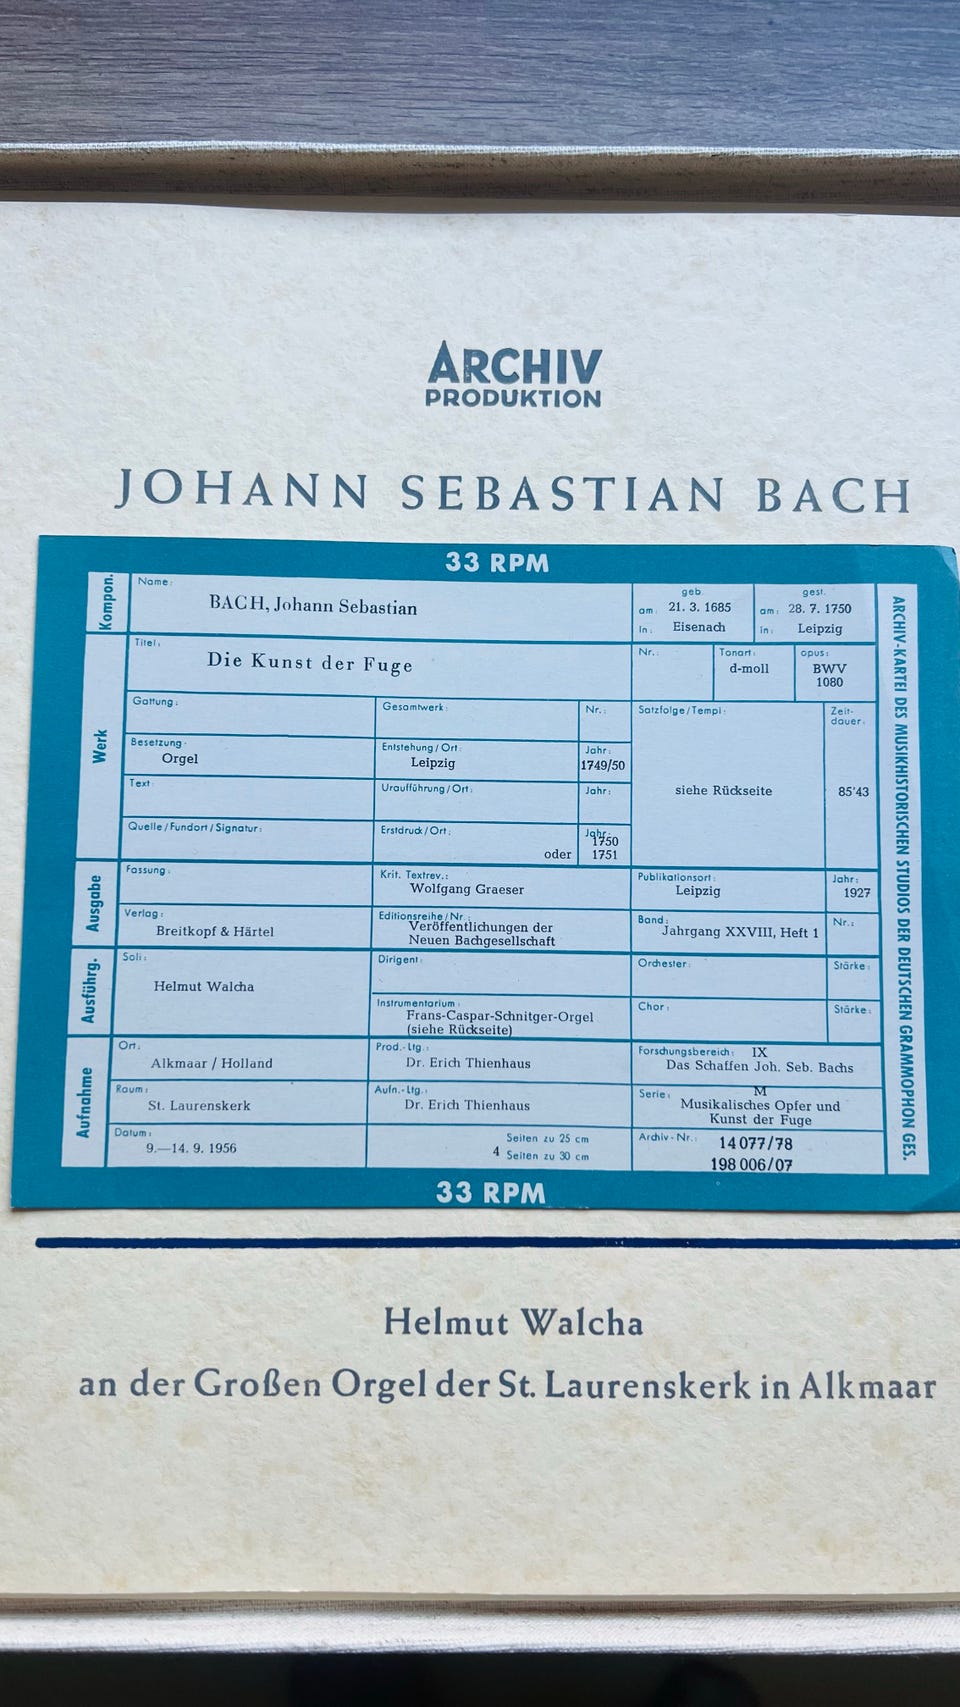 ARCHIV
PRODUKTION
JOHANN SEBASTIAN BACH
33 RPM
Kompon.
Name:
BACH, Johann Sebastian
geb.
am: 21. 3. 1685
in: Eisenach
gest.
am: 28. 7. 1750
in: Leipzig
Werk
Titel:
Die Kunst der Fuge
Nr.:
Tonart:
d-moll
opus:
BWV
1080
Gattung:
Gesamtwerk:
Nr.:
Satzfolge/Tempi:
siehe Rückseite
Zeit-
dauer:
85'43
Besetzung:
Orgel
Entstehung/Ort:
Leipzig
Jahr:
1749/50
Text:
Uraufführung/Ort:
Jahr:
Quelle/Fundort/Signatur:
Erstdruck/Ort:
oder
Jahr:
1750
1751
Ausgabe
Fassung:
Krit. Textrev.:
Wolfgang Graeser
Publikationsort:
Leipzig
Jahr:
1927
Verlag:
Breitkopf & Härtel
Editionsreihe/Nr.:
Veröffentlichungen der
Neuen Bachgesellschaft
Band:
Jahrgang XXVIII, Heft 1
Nr.:
Ausführg.
Soli:
Helmut Walcha
Dirigent:
Orchester:
Stärke:
Instrumentarium:
Frans-Caspar-Schnitger-Orgel
(siehe Rückseite)
Chor:
Stärke:
Aufnahme
Ort:
Alkmaar / Holland
Prod.-Ltg.:
Dr. Erich Thienhaus
Forschungsbereich: IX
Das Schaffen Joh. Seb. Bachs
Raum:
St. Laurenskerk
Aufn.-Ltg.:
Dr. Erich Thienhaus
Serie: M
Musikalisches Opfer und
Kunst der Fuge
Datum:
9.—14. 9. 1956
Seiten zu 25 cm
4 Seiten zu 30 cm
Archiv-Nr.: 14077/78
198 006/07
ARCHIV-KARTEI DES MUSIKHISTORISCHEN STUDIOS DER DEUTSCHEN GRAMMOPHON GES.
33 RPM
Helmut Walcha
an der Großen Orgel der St. Laurenskerk in Alkmaar